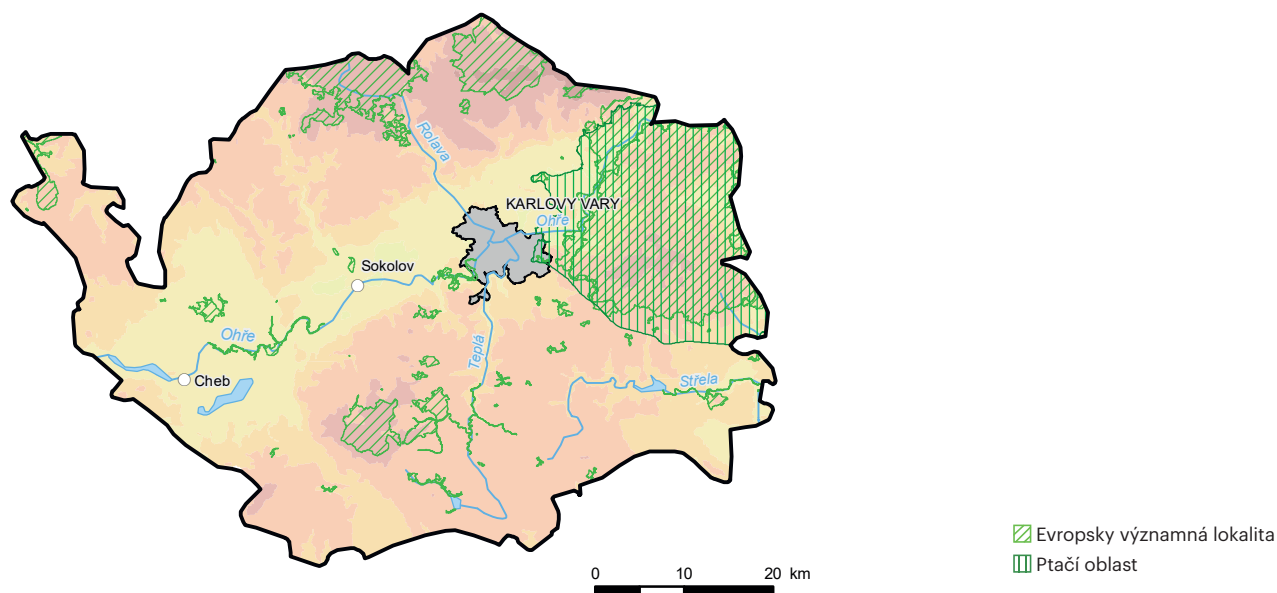 Rolava
KARLOVY VARY
Ohře
Sokolov
Ohře
Teplá
Cheb
Střela
0 10 20 km
Evropsky významná lokalita
Ptačí oblast